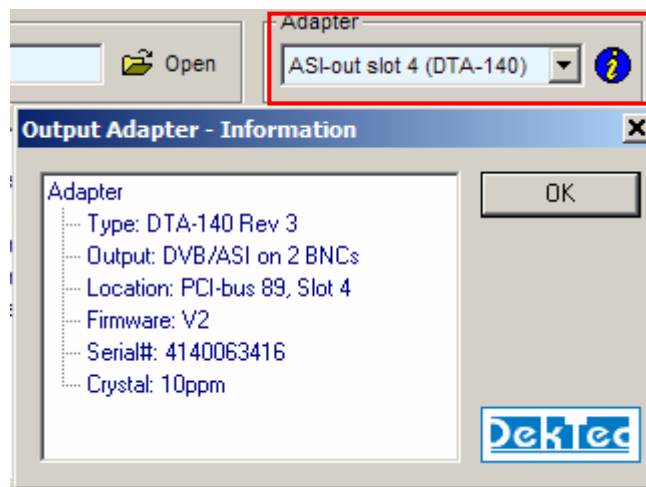 Adapter
Open
ASI-out slot 4 (DTA-140)
Output Adapter - Information
Adapter
Type: DTA-140 Rev 3
Output: DVB/ASI on 2 BNCs
Location: PCI-bus 89, Slot 4
Firmware: V2
Serial#: 4140063416
Crystal: 10ppm
OK
DekTec